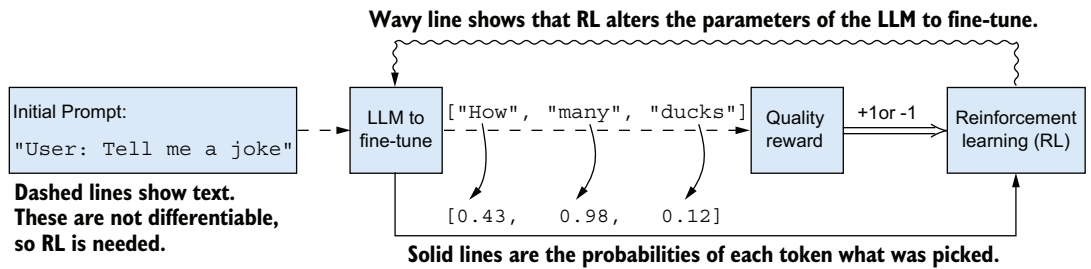 Wavy line shows that RL alters the parameters of the LLM to fine-tune.
Initial Prompt:
"User: Tell me a joke"
LLM to
fine-tune
["How", "many", "ducks"]
Quality
reward
+1or -1
Reinforcement
learning (RL)
Dashed lines show text.
These are not differentiable,
so RL is needed.
[0.43, 0.98, 0.12]
Solid lines are the probabilities of each token what was picked.